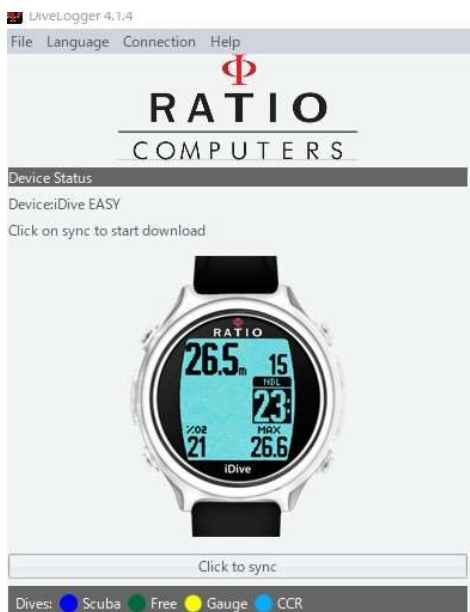 DiveLogger 4.1.4
File Language Connection Help
RATIO
COMPUTERS
Device Status
Device:iDive EASY
Click on sync to start download
RATIO
26.5m 15
NDL
23:
%O2 MAX
21 26.6
iDive
Click to sync
Dives: Scuba Free Gauge CCR